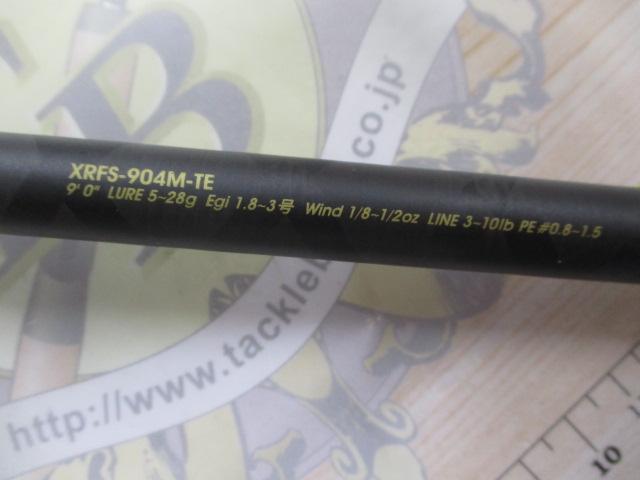 XRFS-904M-TE
9' 0" LURE 5~28g Egi 1.8~3号 Wind 1/8~1/2oz LINE 3~10lb PE #0.8~1.5
http://www.tackleb
co.jp
10